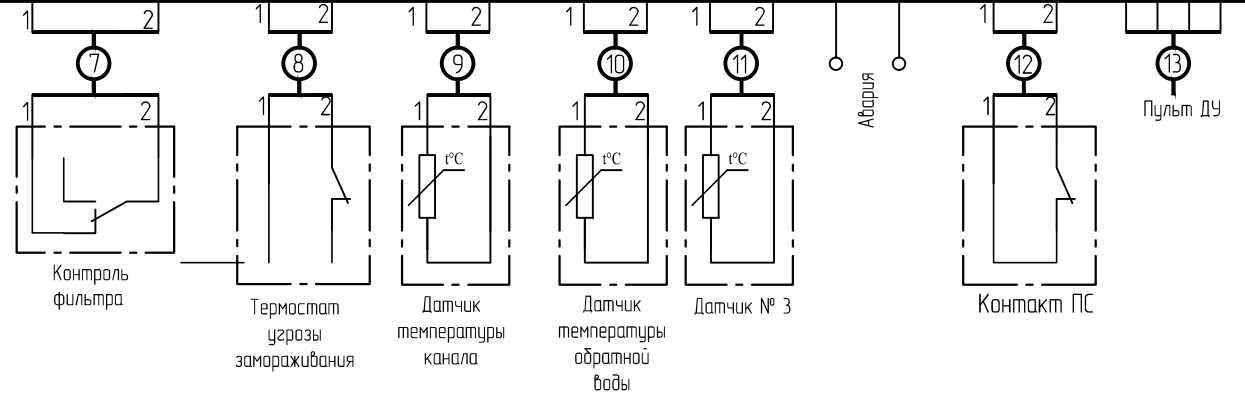 1 2 1 2 1 2 1 2 1 2 1 2
7 8 9 10 11 Авария 12 13
1 2 1 2 1 2 1 2 1 2 1 2 Пульт ДУ
t°C t°C t°C
Контроль
фильтра
Термостат
угрозы
замораживания
Датчик
температуры
канала
Датчик
температуры
обратной
воды
Датчик № 3
Контакт ПС